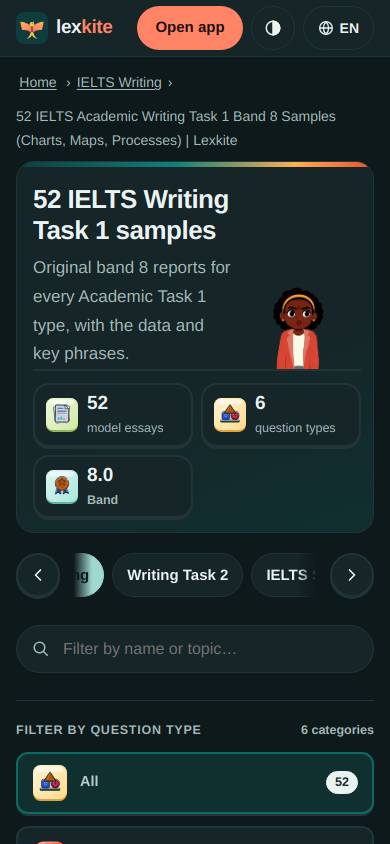 lexkite
Open app
EN
Home › IELTS Writing ›
52 IELTS Academic Writing Task 1 Band 8 Samples
(Charts, Maps, Processes) | Lexkite
52 IELTS Writing
Task 1 samples
Original band 8 reports for
every Academic Task 1
type, with the data and
key phrases.
52
model essays
6
question types
8.0
Band
Writing Task 2
IELTS
Filter by name or topic…
FILTER BY QUESTION TYPE
6 categories
All
52